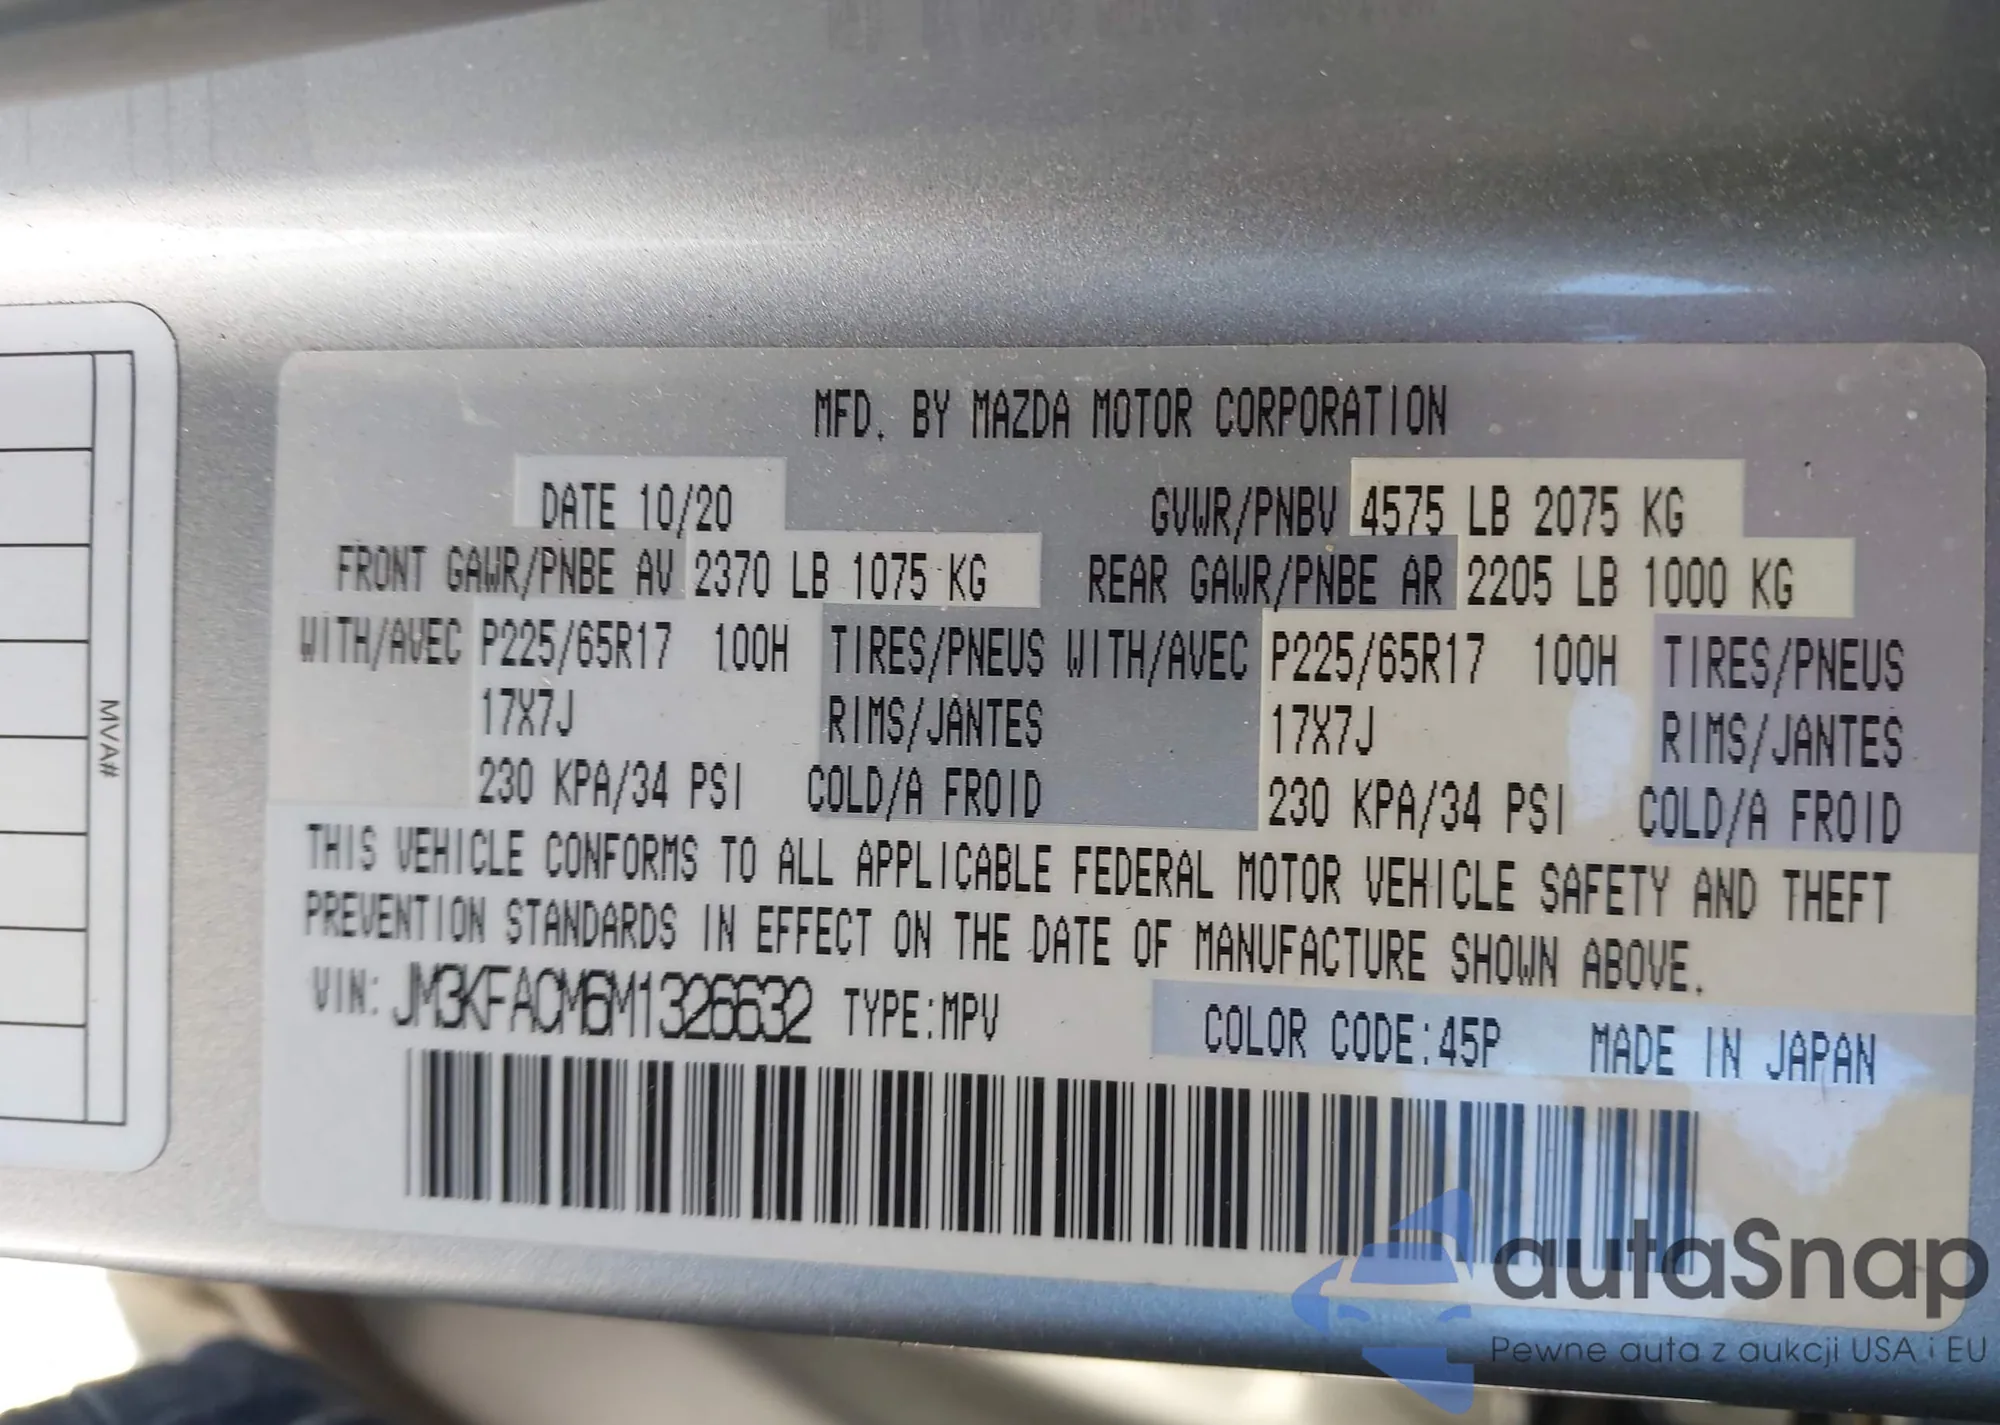 MFD. BY MAZDA MOTOR CORPORATION
DATE 10/20 GVWR/PNBV 4575 LB 2075 KG
FRONT GAWR/PNBE AV 2370 LB 1075 KG REAR GAWR/PNBE AR 2205 LB 1000 KG
WITH/AVEC P225/65R17 100H TIRES/PNEUS WITH/AVEC P225/65R17 100H TIRES/PNEUS
17X7J RIMS/JANTES 17X7J RIMS/JANTES
230 KPA/34 PSI COLD/A FROID 230 KPA/34 PSI COLD/A FROID
THIS VEHICLE CONFORMS TO ALL APPLICABLE FEDERAL MOTOR VEHICLE SAFETY AND THEFT
PREVENTION STANDARDS IN EFFECT ON THE DATE OF MANUFACTURE SHOWN ABOVE.
VIN: JM3KFACM6M1326632 TYPE:MPV COLOR CODE:45P MADE IN JAPAN
MVA#
autaSnap
Pewne auta z aukcji USA i EU